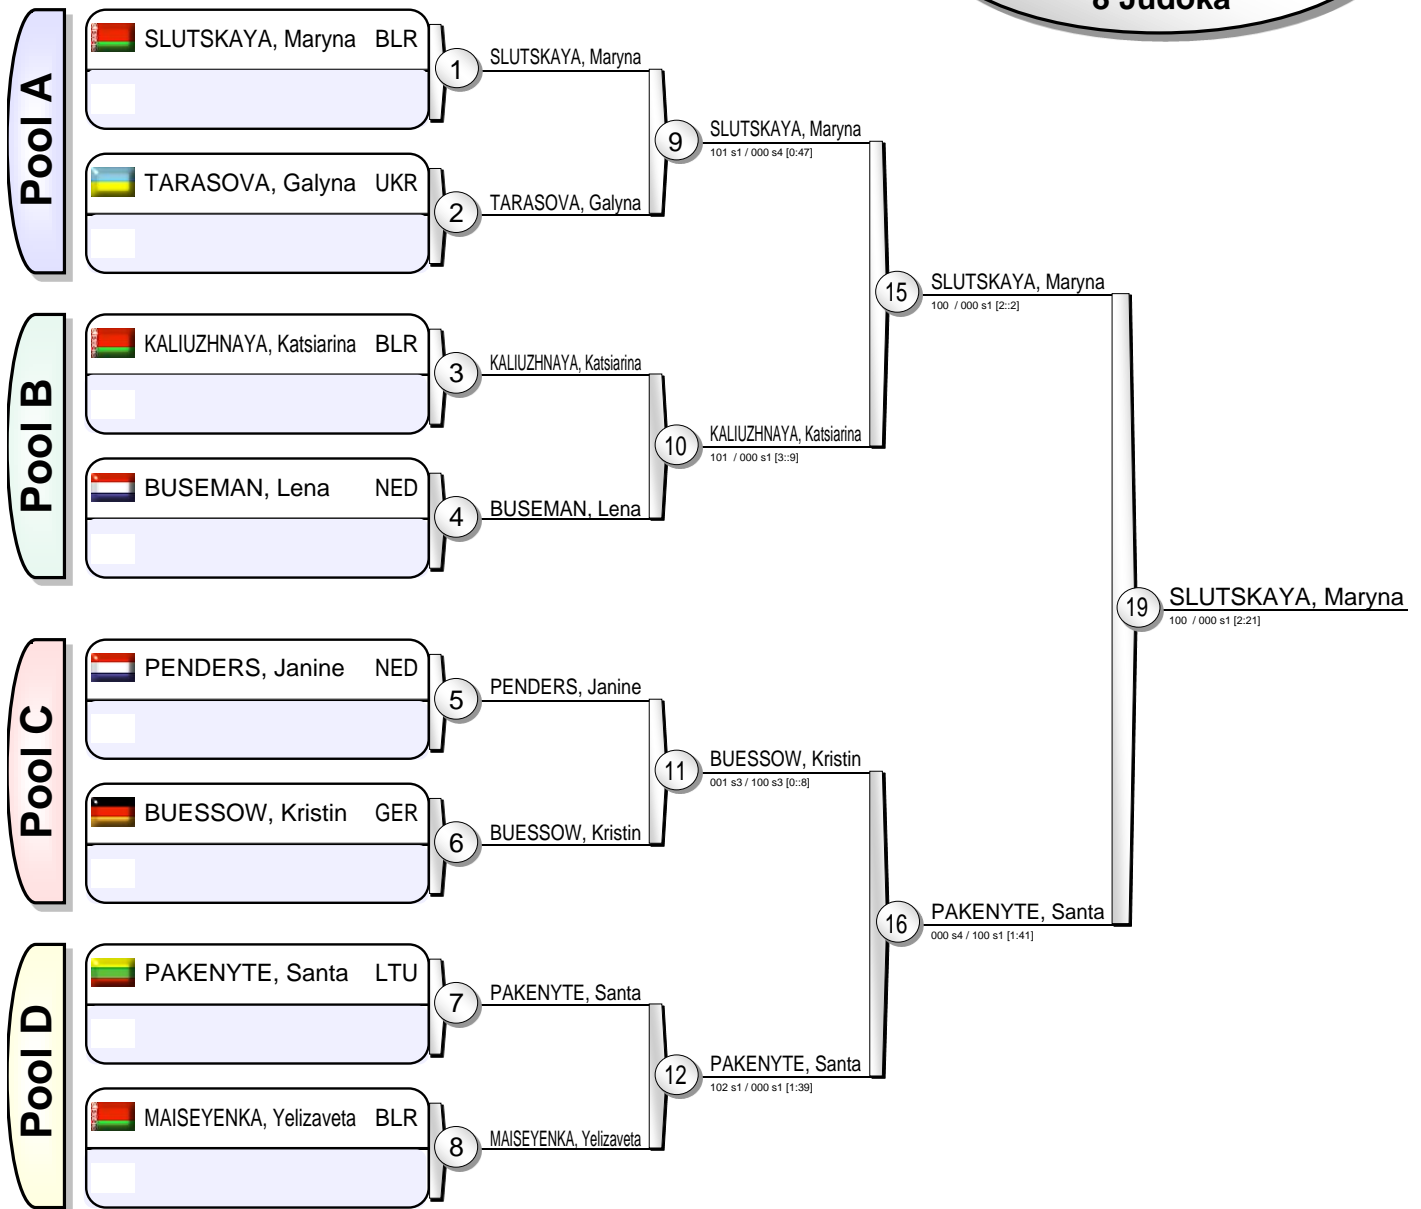 8 Judoka
Pool A
SLUTSKAYA, Maryna BLR
1
SLUTSKAYA, Maryna
TARASOVA, Galyna UKR
2
TARASOVA, Galyna
9
SLUTSKAYA, Maryna
101 s1 / 000 s4 [0:47]
Pool B
KALIUZHNAYA, Katsiarina BLR
3
KALIUZHNAYA, Katsiarina
BUSEMAN, Lena NED
4
BUSEMAN, Lena
10
KALIUZHNAYA, Katsiarina
101 / 000 s1 [3::9]
15
SLUTSKAYA, Maryna
100 / 000 s1 [2::2]
Pool C
PENDERS, Janine NED
5
PENDERS, Janine
BUESSOW, Kristin GER
6
BUESSOW, Kristin
11
BUESSOW, Kristin
001 s3 / 100 s3 [0::8]
Pool D
PAKENYTE, Santa LTU
7
PAKENYTE, Santa
MAISEYENKA, Yelizaveta BLR
8
MAISEYENKA, Yelizaveta
12
PAKENYTE, Santa
102 s1 / 000 s1 [1:39]
16
PAKENYTE, Santa
000 s4 / 100 s1 [1:41]
19
SLUTSKAYA, Maryna
100 / 000 s1 [2:21]